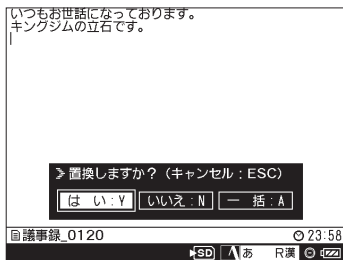 いつもお世話になっております。
キングジムの立石です。
置換しますか?(キャンセル:ESC)
は い:Y いいえ:N 一 括:A
議事録_0120 23:58
SD あ R漢